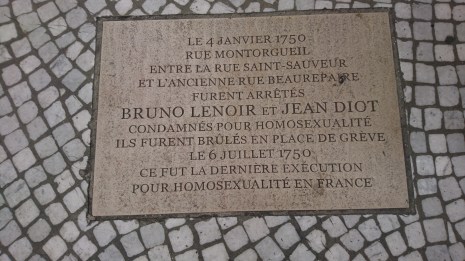 LE 4 JANVIER 1750
RUE MONTORGUEIL
ENTRE LA RUE SAINT-SAUVEUR
ET L'ANCIENNE RUE BEAUREPAIRE
FURENT ARRÊTÉS
BRUNO LENOIR ET JEAN DIOT
CONDAMNÉS POUR HOMOSEXUALITÉ
ILS FURENT BRÛLÉS EN PLACE DE GRÈVE
LE 6 JUILLET 1750
CE FUT LA DERNIÈRE EXÉCUTION
POUR HOMOSEXUALITÉ EN FRANCE